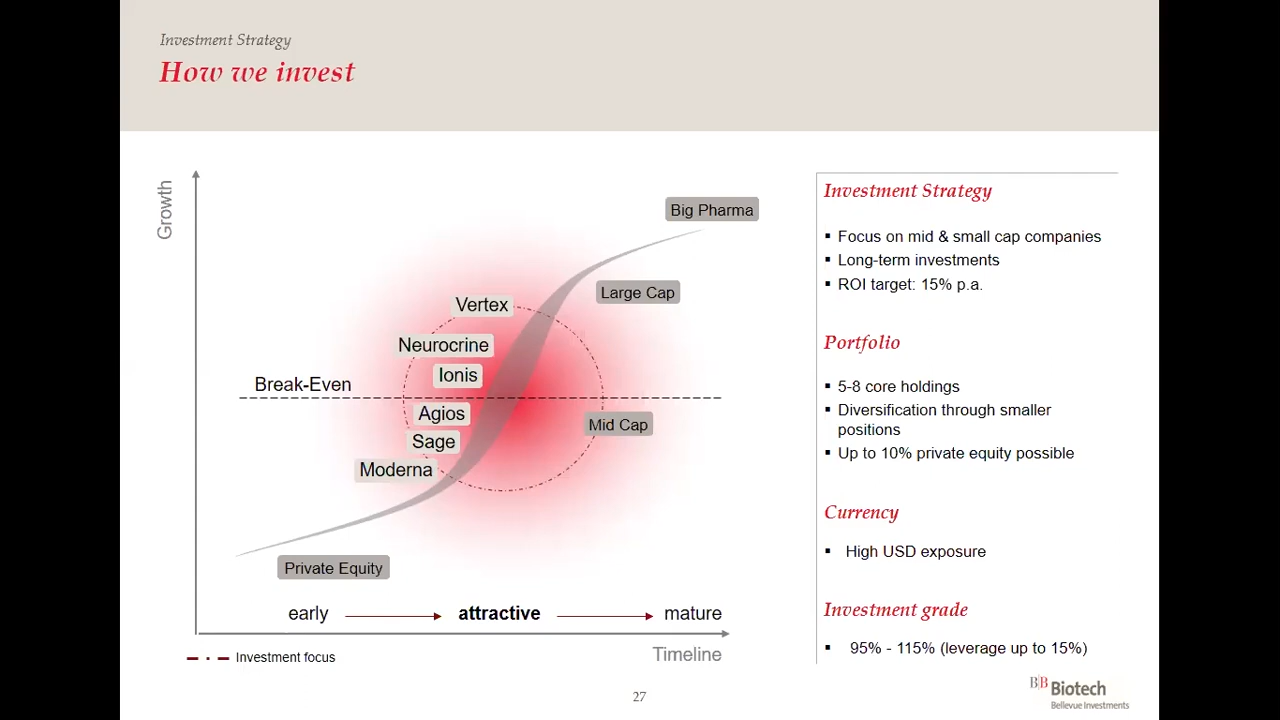 Investment Strategy
How we invest
Growth
Big Pharma
Large Cap
Vertex
Neurocrine
Ionis
Break-Even
Agios
Mid Cap
Sage
Moderna
Private Equity
early
attractive
mature
Timeline
Investment focus
Investment Strategy
▪ Focus on mid & small cap companies
▪ Long-term investments
▪ ROI target: 15% p.a.
Portfolio
▪ 5-8 core holdings
▪ Diversification through smaller
positions
▪ Up to 10% private equity possible
Currency
▪ High USD exposure
Investment grade
▪ 95% - 115% (leverage up to 15%)
27
B|B Biotech
Bellevue Investments